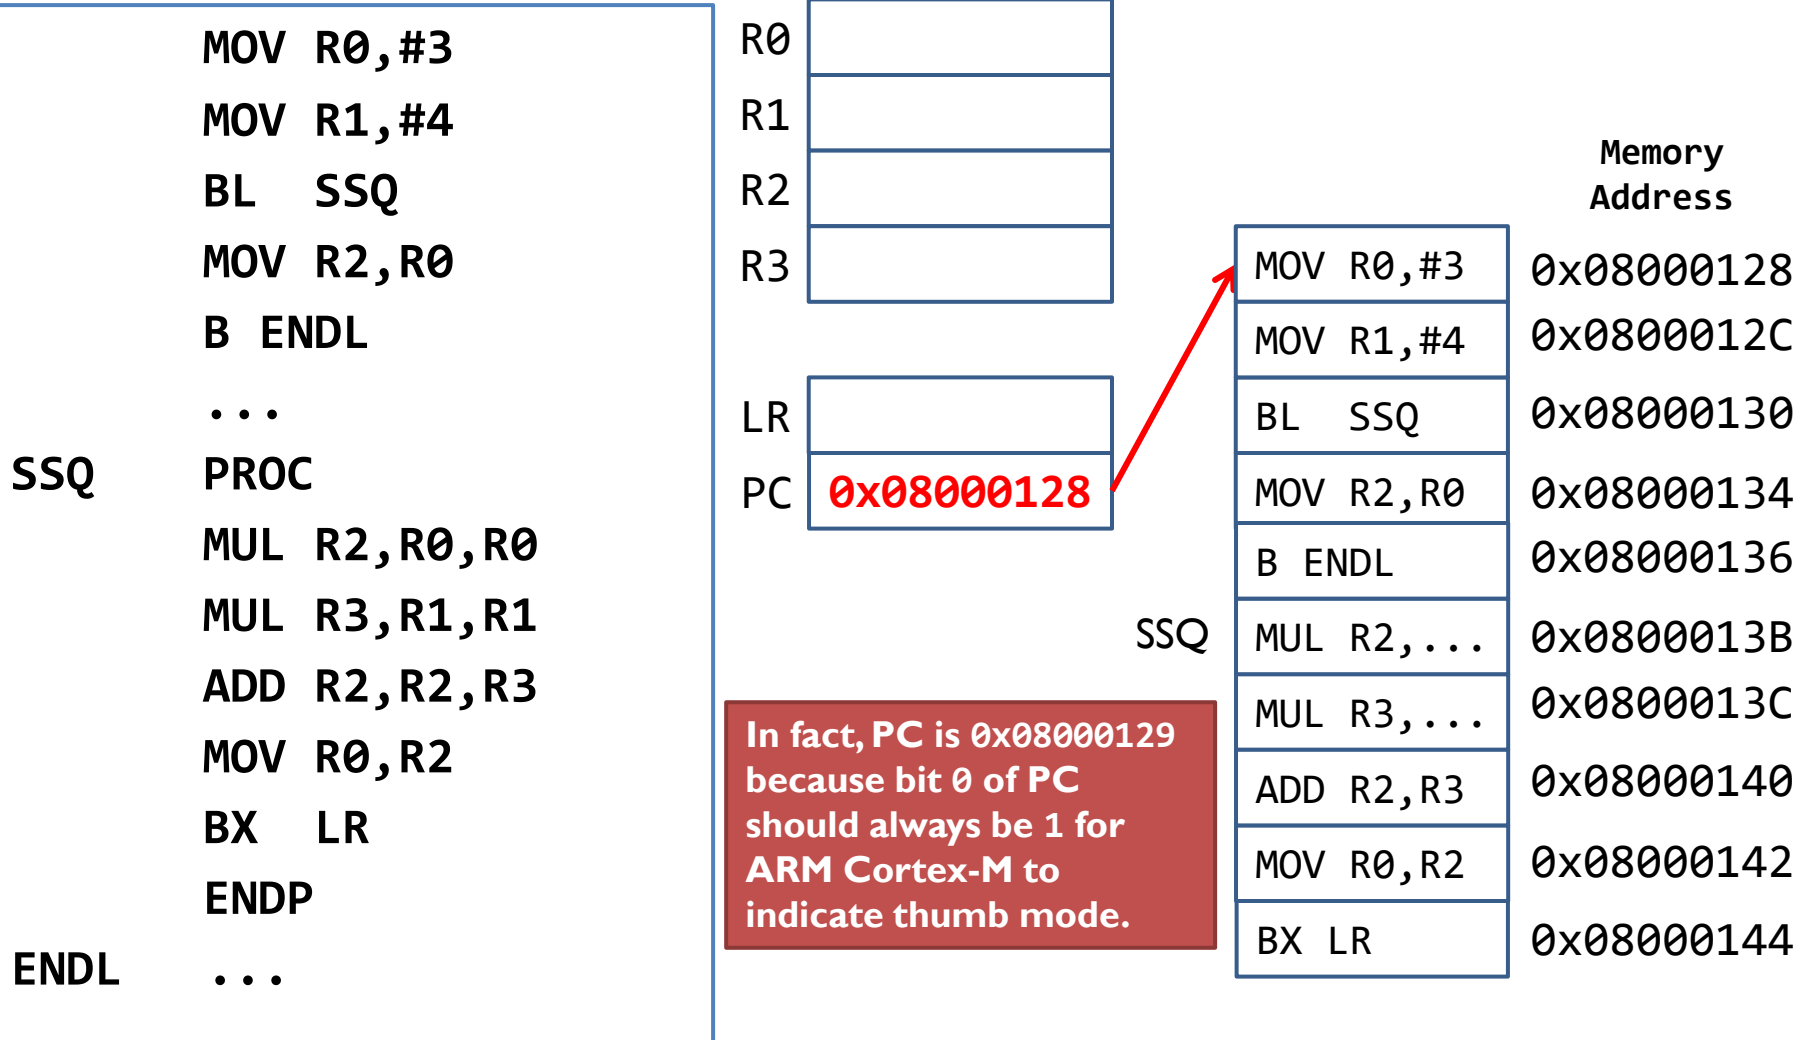 MOV R0,#3
MOV R1,#4
BL SSQ
MOV R2,R0
B ENDL
...
SSQ PROC
MUL R2,R0,R0
MUL R3,R1,R1
ADD R2,R2,R3
MOV R0,R2
BX LR
ENDP
ENDL ...
R0
R1
R2
R3
LR
PC 0x08000128
In fact, PC is 0x08000129
because bit 0 of PC
should always be 1 for
ARM Cortex-M to
indicate thumb mode.
Memory
Address
MOV R0,#3 0x08000128
MOV R1,#4 0x0800012C
BL SSQ 0x08000130
MOV R2,R0 0x08000134
B ENDL 0x08000136
SSQ MUL R2,... 0x0800013B
MUL R3,... 0x0800013C
ADD R2,R3 0x08000140
MOV R0,R2 0x08000142
BX LR 0x08000144